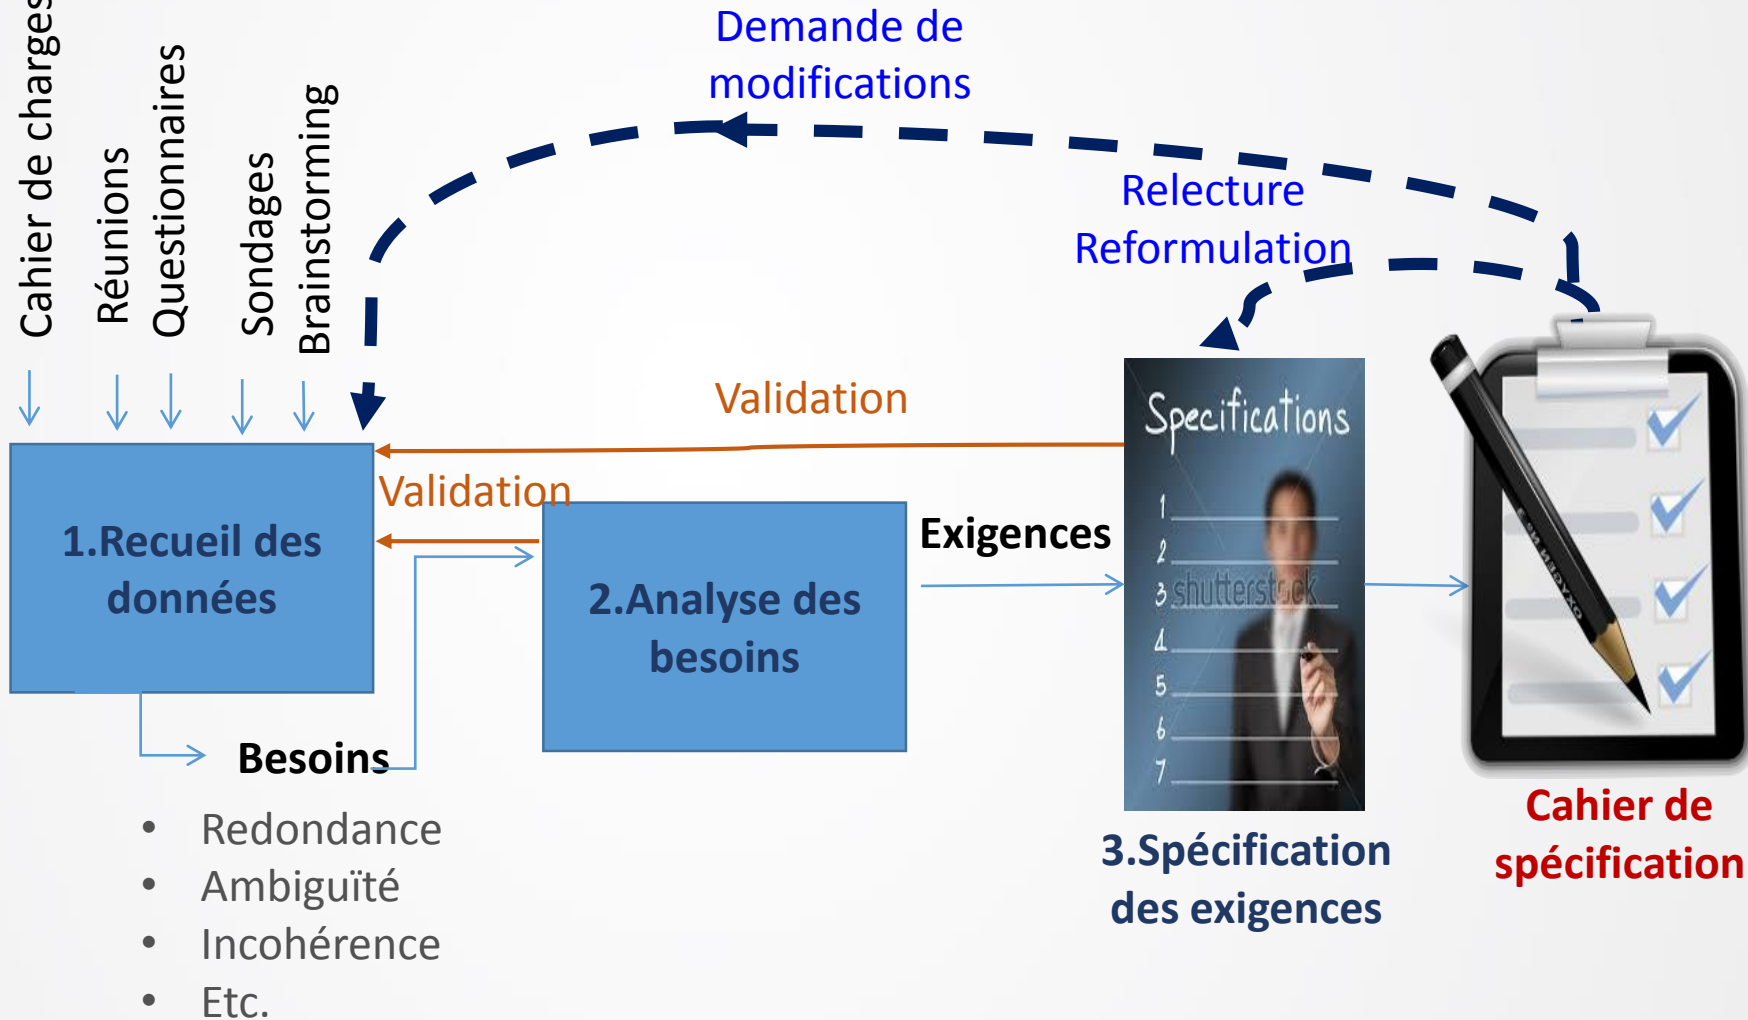 Demande de
modifications
Cahier de charges
Réunions
Questionnaires
Sondages
Brainstorming
Relecture
Reformulation
Validation
Validation
1.Recueil des
données
2.Analyse des
besoins
Exigences
Specifications
1
2
3
4
5
6
7
shutterstock
Besoins
• Redondance
• Ambiguïté
• Incohérence
• Etc.
3.Spécification
des exigences
Cahier de
spécification